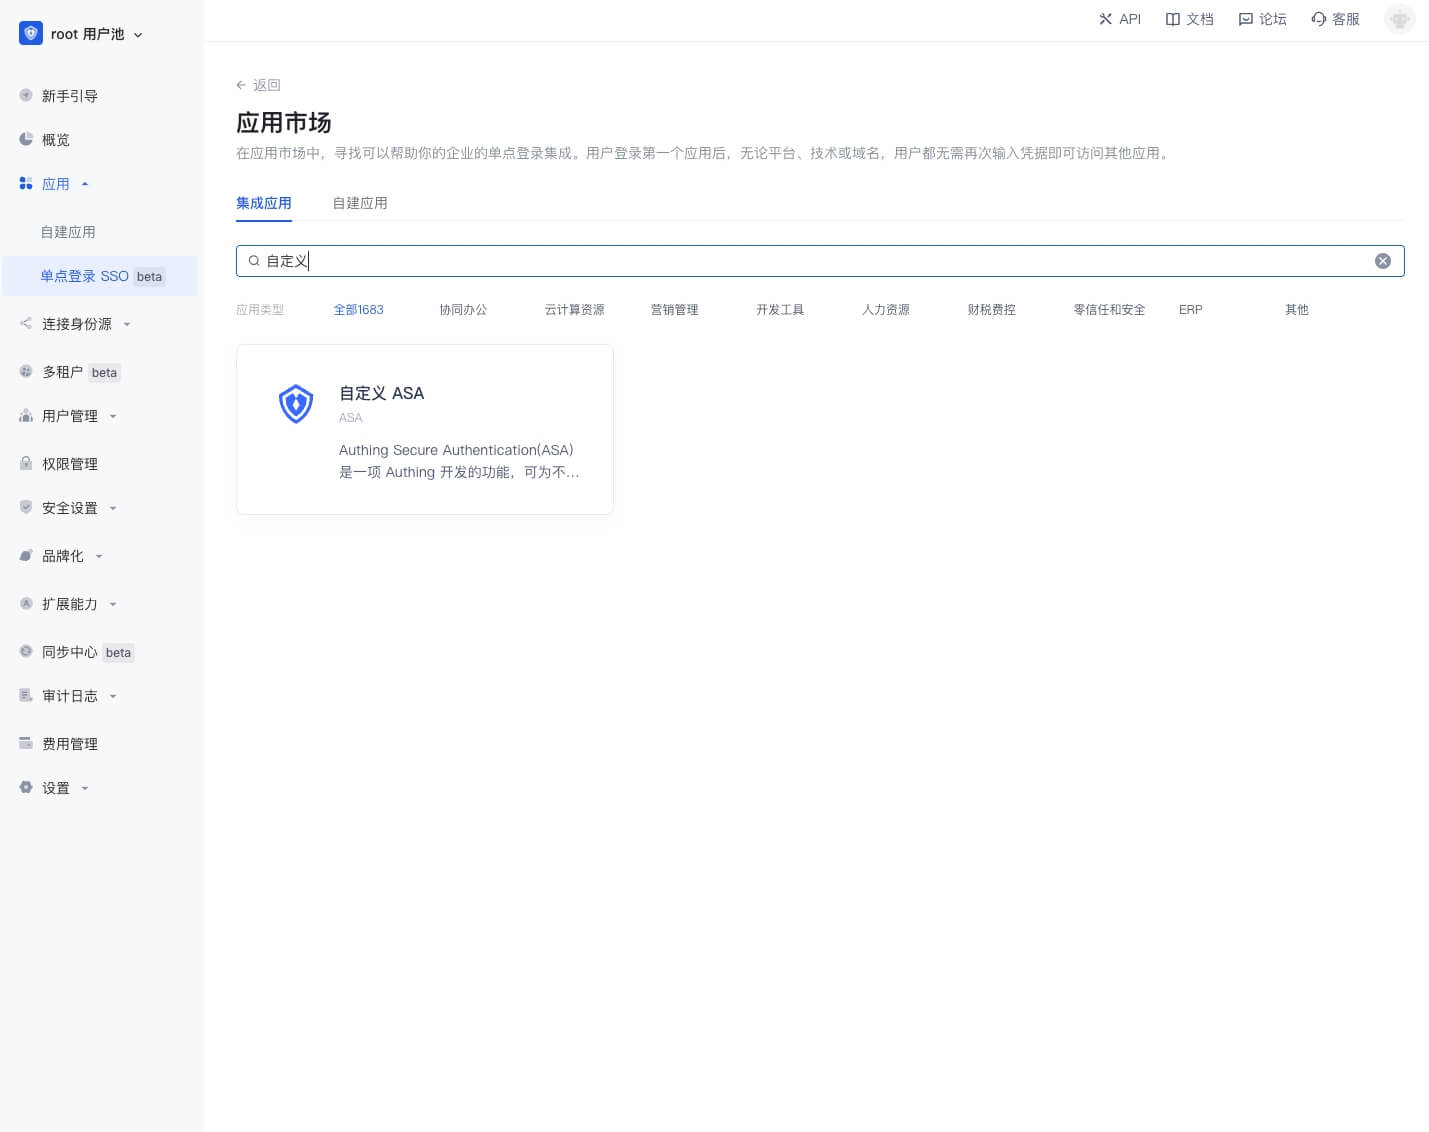 root 用户池
API
文档
论坛
客服
新手引导
概览
应用
自建应用
单点登录 SSO beta
连接身份源
多租户 beta
用户管理
权限管理
安全设置
品牌化
扩展能力
同步中心 beta
审计日志
费用管理
设置
返回
应用市场
在应用市场中，寻找可以帮助你的企业的单点登录集成。用户登录第一个应用后，无论平台、技术或域名，用户都无需再次输入凭据即可访问其他应用。
集成应用 自建应用
自定义
应用类型 全部1683 协同办公 云计算资源 营销管理 开发工具 人力资源 财税费控 零信任和安全 ERP 其他
自定义 ASA
ASA
Authing Secure Authentication(ASA)
是一项 Authing 开发的功能，可为不...